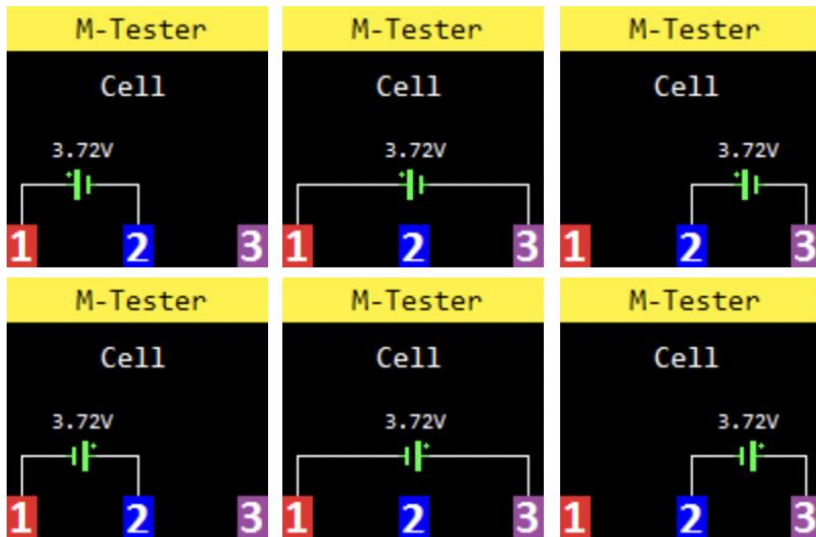 M-Tester M-Tester M-Tester
Cell Cell Cell
3.72V 3.72V 3.72V
1 2 3 1 2 3 1 2 3
M-Tester M-Tester M-Tester
Cell Cell Cell
3.72V 3.72V 3.72V
1 2 3 1 2 3 1 2 3